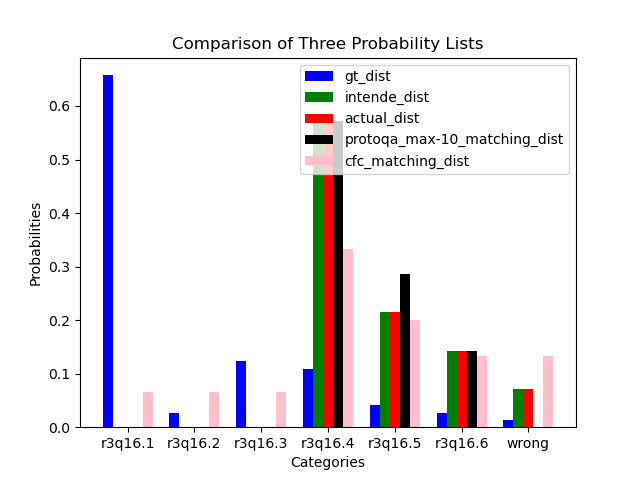 Comparison of Three Probability Lists
gt_dist
intende_dist
actual_dist
protoqa_max-10_matching_dist
cfc_matching_dist
Probabilities
0.6
0.5
0.4
0.3
0.2
0.1
0.0
r3q16.1 r3q16.2 r3q16.3 r3q16.4 r3q16.5 r3q16.6 wrong
Categories